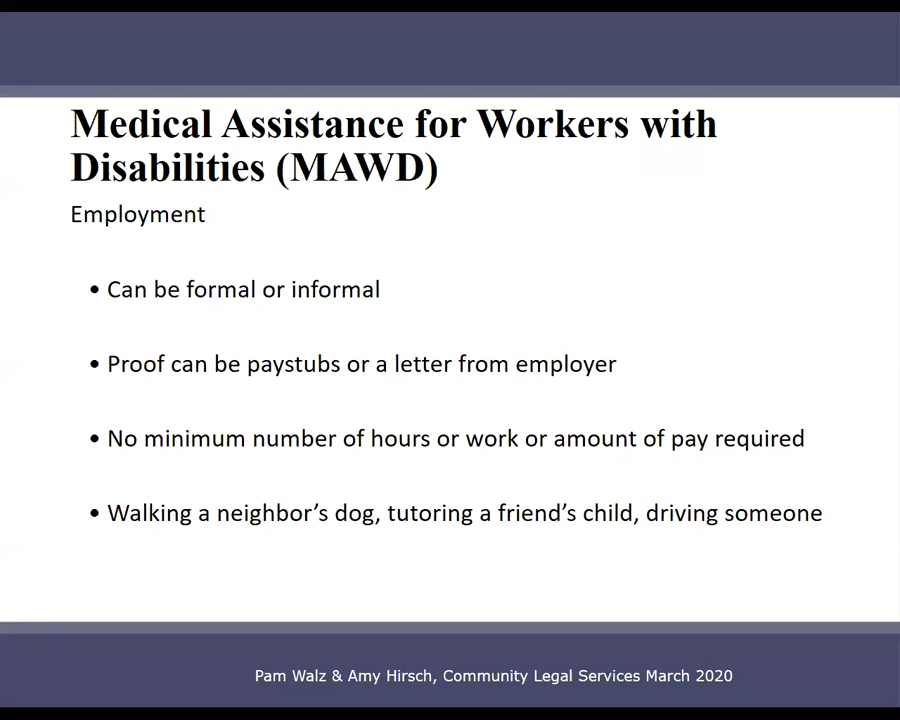 Medical Assistance for Workers with
Disabilities (MAWD)
Employment
• Can be formal or informal
• Proof can be paystubs or a letter from employer
• No minimum number of hours or work or amount of pay required
• Walking a neighbor’s dog, tutoring a friend’s child, driving someone
Pam Walz & Amy Hirsch, Community Legal Services March 2020